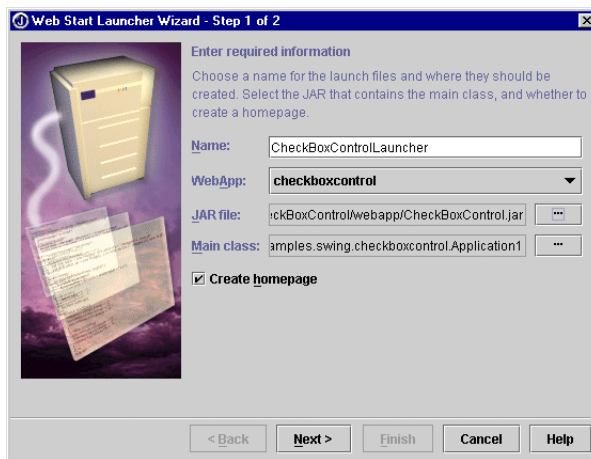 Web Start Launcher Wizard - Step 1 of 2
Enter required information
Choose a name for the launch files and where they should be
created. Select the JAR that contains the main class, and whether to
create a homepage.
Name: CheckBoxControlLauncher
WebApp: checkboxcontrol
JAR file: ckBoxControl/webapp/CheckBoxControl.jar ...
Main class: amples.swing.checkboxcontrol.Application1 ...
Create homepage
< Back Next > Finish Cancel Help